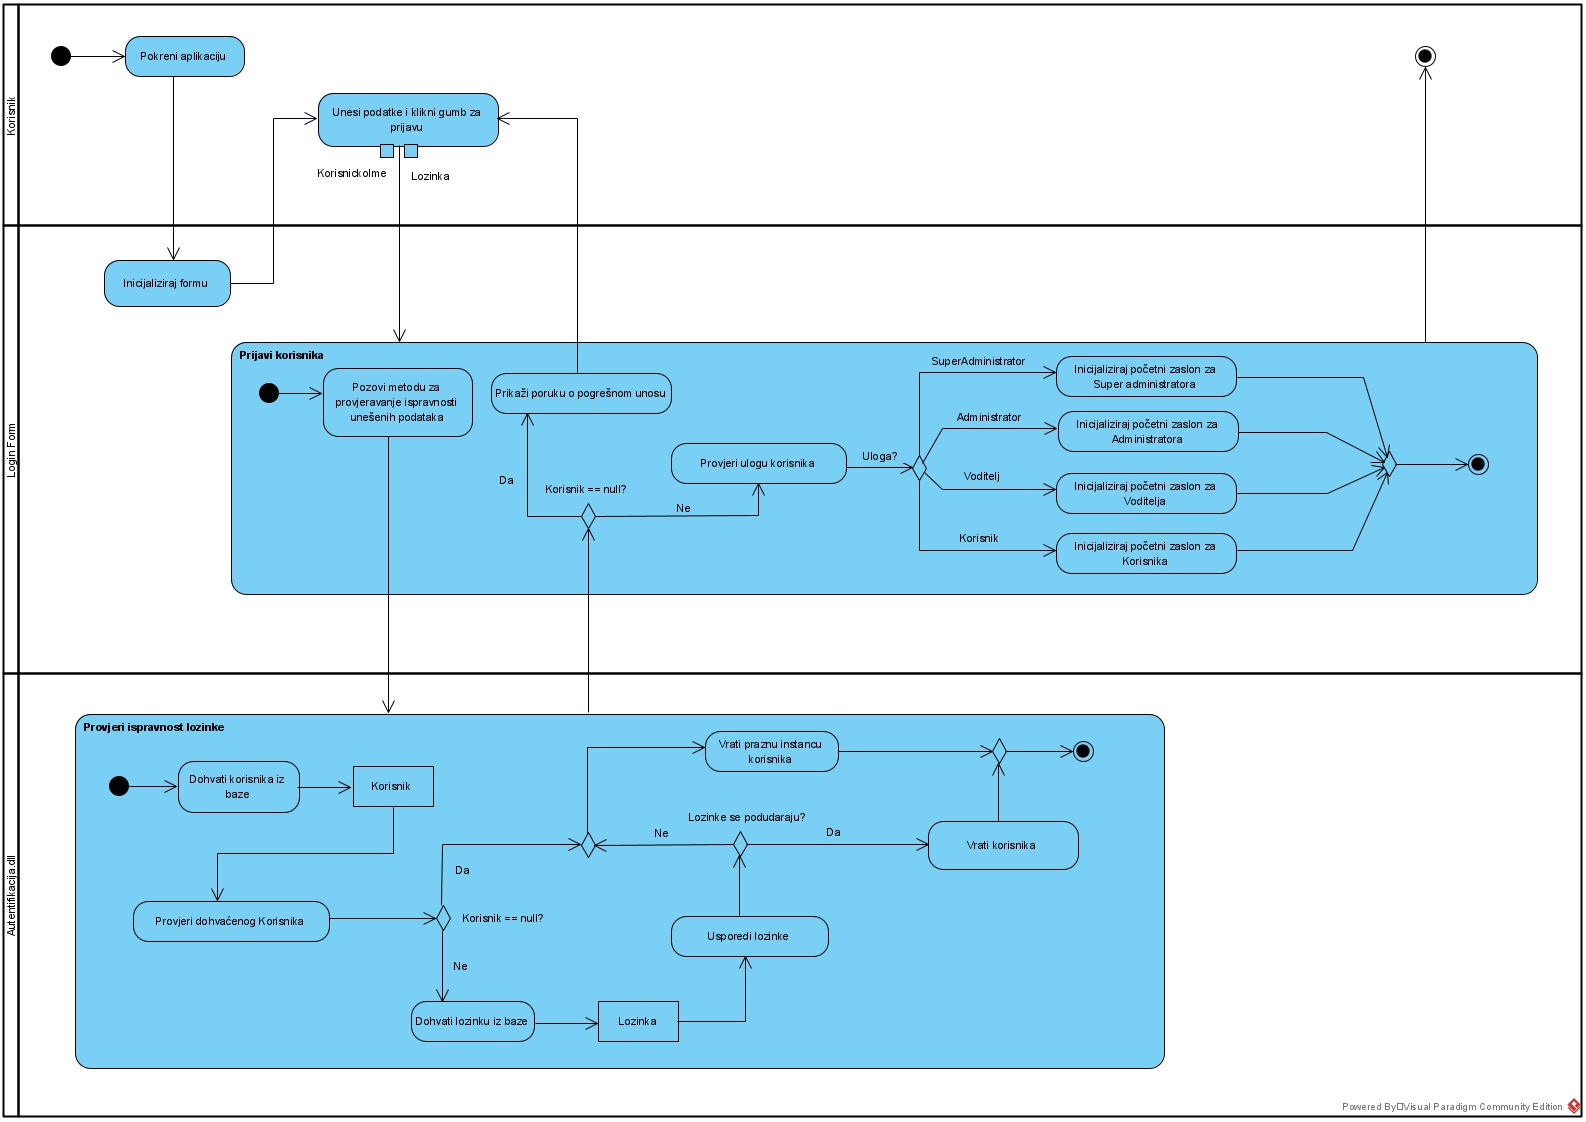 Korisnik
Pokreni aplikaciju
Unesi podatke i klikni gumb za
prijavu
KorisnickoIme
Lozinka
Login Form
Inicijaliziraj formu
Prijavi korisnika
Pozovi metodu za
provjeravanje ispravnosti
unešenih podataka
Prikaži poruku o pogrešnom unosu
Da
Korisnik == null?
Ne
Provjeri ulogu korisnika
Uloga?
SuperAdministrator
Inicijaliziraj početni zaslon za
Super administratora
Administrator
Inicijaliziraj početni zaslon za
Administratora
Voditelj
Inicijaliziraj početni zaslon za
Voditelja
Korisnik
Inicijaliziraj početni zaslon za
Korisnika
Autentifikacija.dll
Provjeri ispravnost lozinke
Dohvati korisnika iz
baze
Korisnik
Provjeri dohvaćenog Korisnika
Da
Korisnik == null?
Ne
Dohvati lozinku iz baze
Lozinka
Usporedi lozinke
Lozinke se podudaraju?
Ne
Da
Vrati praznu instancu
korisnika
Vrati korisnika
Powered By□Visual Paradigm Community Edition